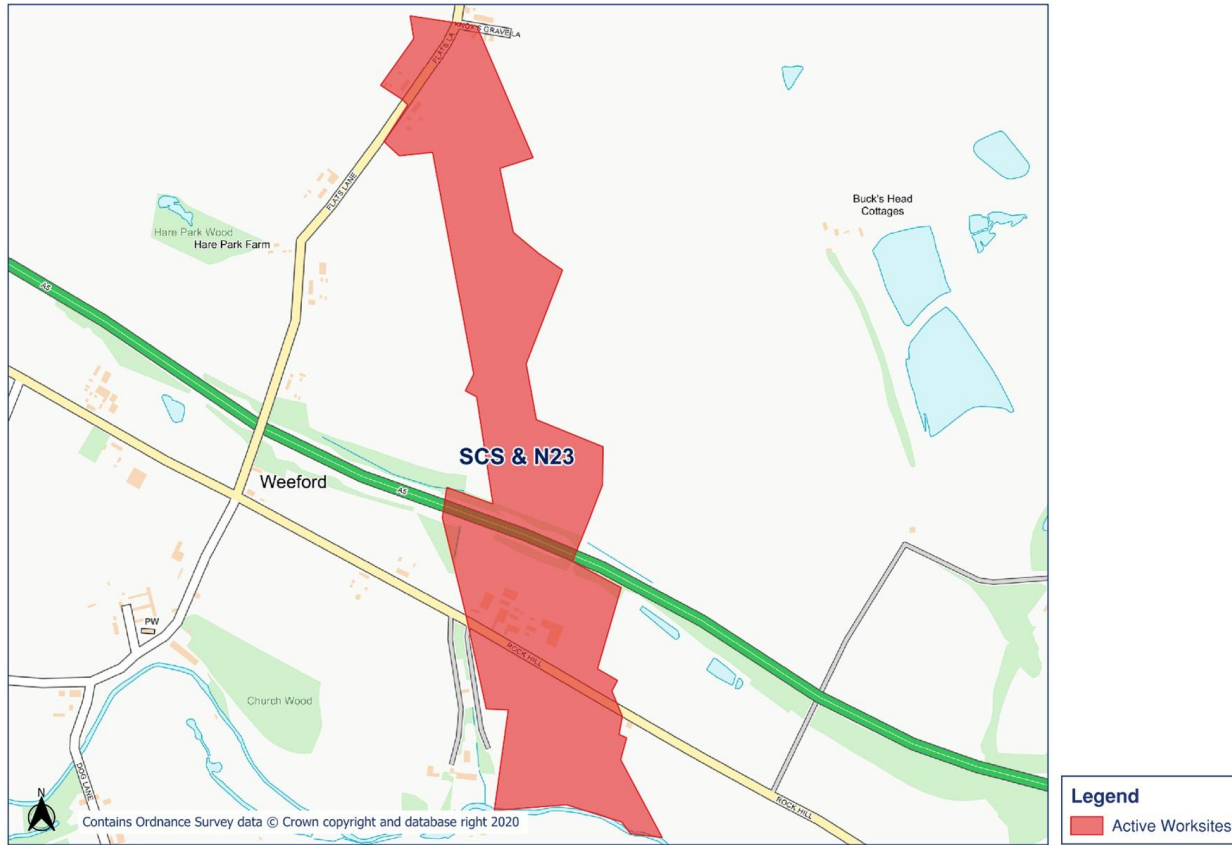 KNOX'S GRAVE LA
FLATS LA
FLATS LANE
Buck's Head
Cottages
Hare Park Wood
Hare Park Farm
A5
SCS & N23
Weeford
A5
PW
ROCK HILL
Church Wood
DOG LANE
ROCK HILL
N
Contains Ordnance Survey data © Crown copyright and database right 2020
Legend
Active Worksites